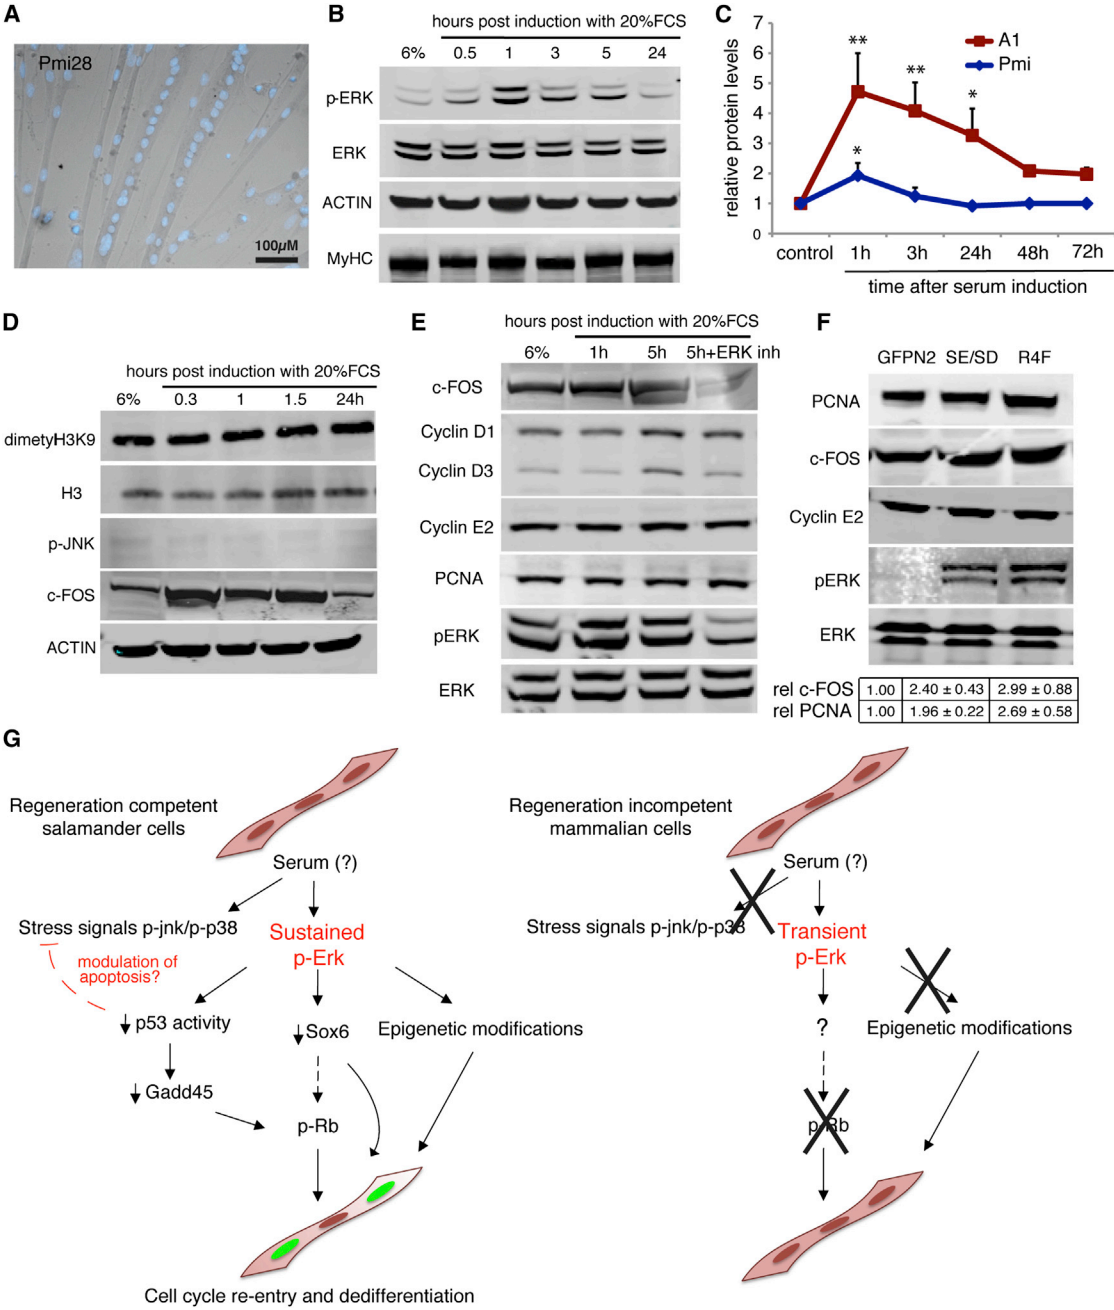 A
Pmi28
100µM
B
hours post induction with 20%FCS
6% 0.5 1 3 5 24
p-ERK
ERK
ACTIN
MyHC
C
relative protein levels
7
6
5
4
3
2
1
0
**
**
*
*
A1
Pmi
control 1h 3h 24h 48h 72h
time after serum induction
D
hours post induction with 20%FCS
6% 0.3 1 1.5 24h
dimetyH3K9
H3
p-JNK
c-FOS
ACTIN
E
hours post induction with 20%FCS
6% 1h 5h 5h+ERK inh
c-FOS
Cyclin D1
Cyclin D3
Cyclin E2
PCNA
pERK
ERK
F
GFPN2 SE/SD R4F
PCNA
c-FOS
Cyclin E2
pERK
ERK
rel c-FOS 1.00 2.40 ± 0.43 2.99 ± 0.88
rel PCNA 1.00 1.96 ± 0.22 2.69 ± 0.58
G
Regeneration competent
salamander cells
Serum (?)
Stress signals p-jnk/p-p38
Sustained
p-Erk
modulation of
apoptosis?
p53 activity
Sox6
Epigenetic modifications
Gadd45
p-Rb
Cell cycle re-entry and dedifferentiation
Regeneration incompetent
mammalian cells
Serum (?)
Stress signals p-jnk/p-p38
Transient
p-Erk
?
Epigenetic modifications
p-Rb